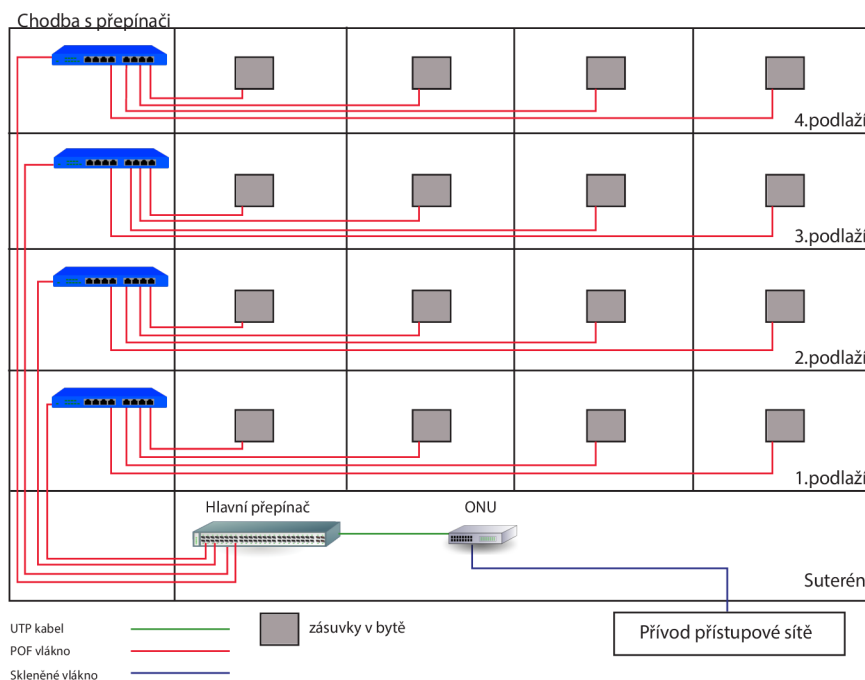 Chodba s přepínači
4.podlaží
3.podlaží
2.podlaží
1.podlaží
Hlavní přepínač
ONU
Suterén
UTP kabel
POF vlákno
Skleněné vlákno
zásuvky v bytě
Přívod přístupové sítě